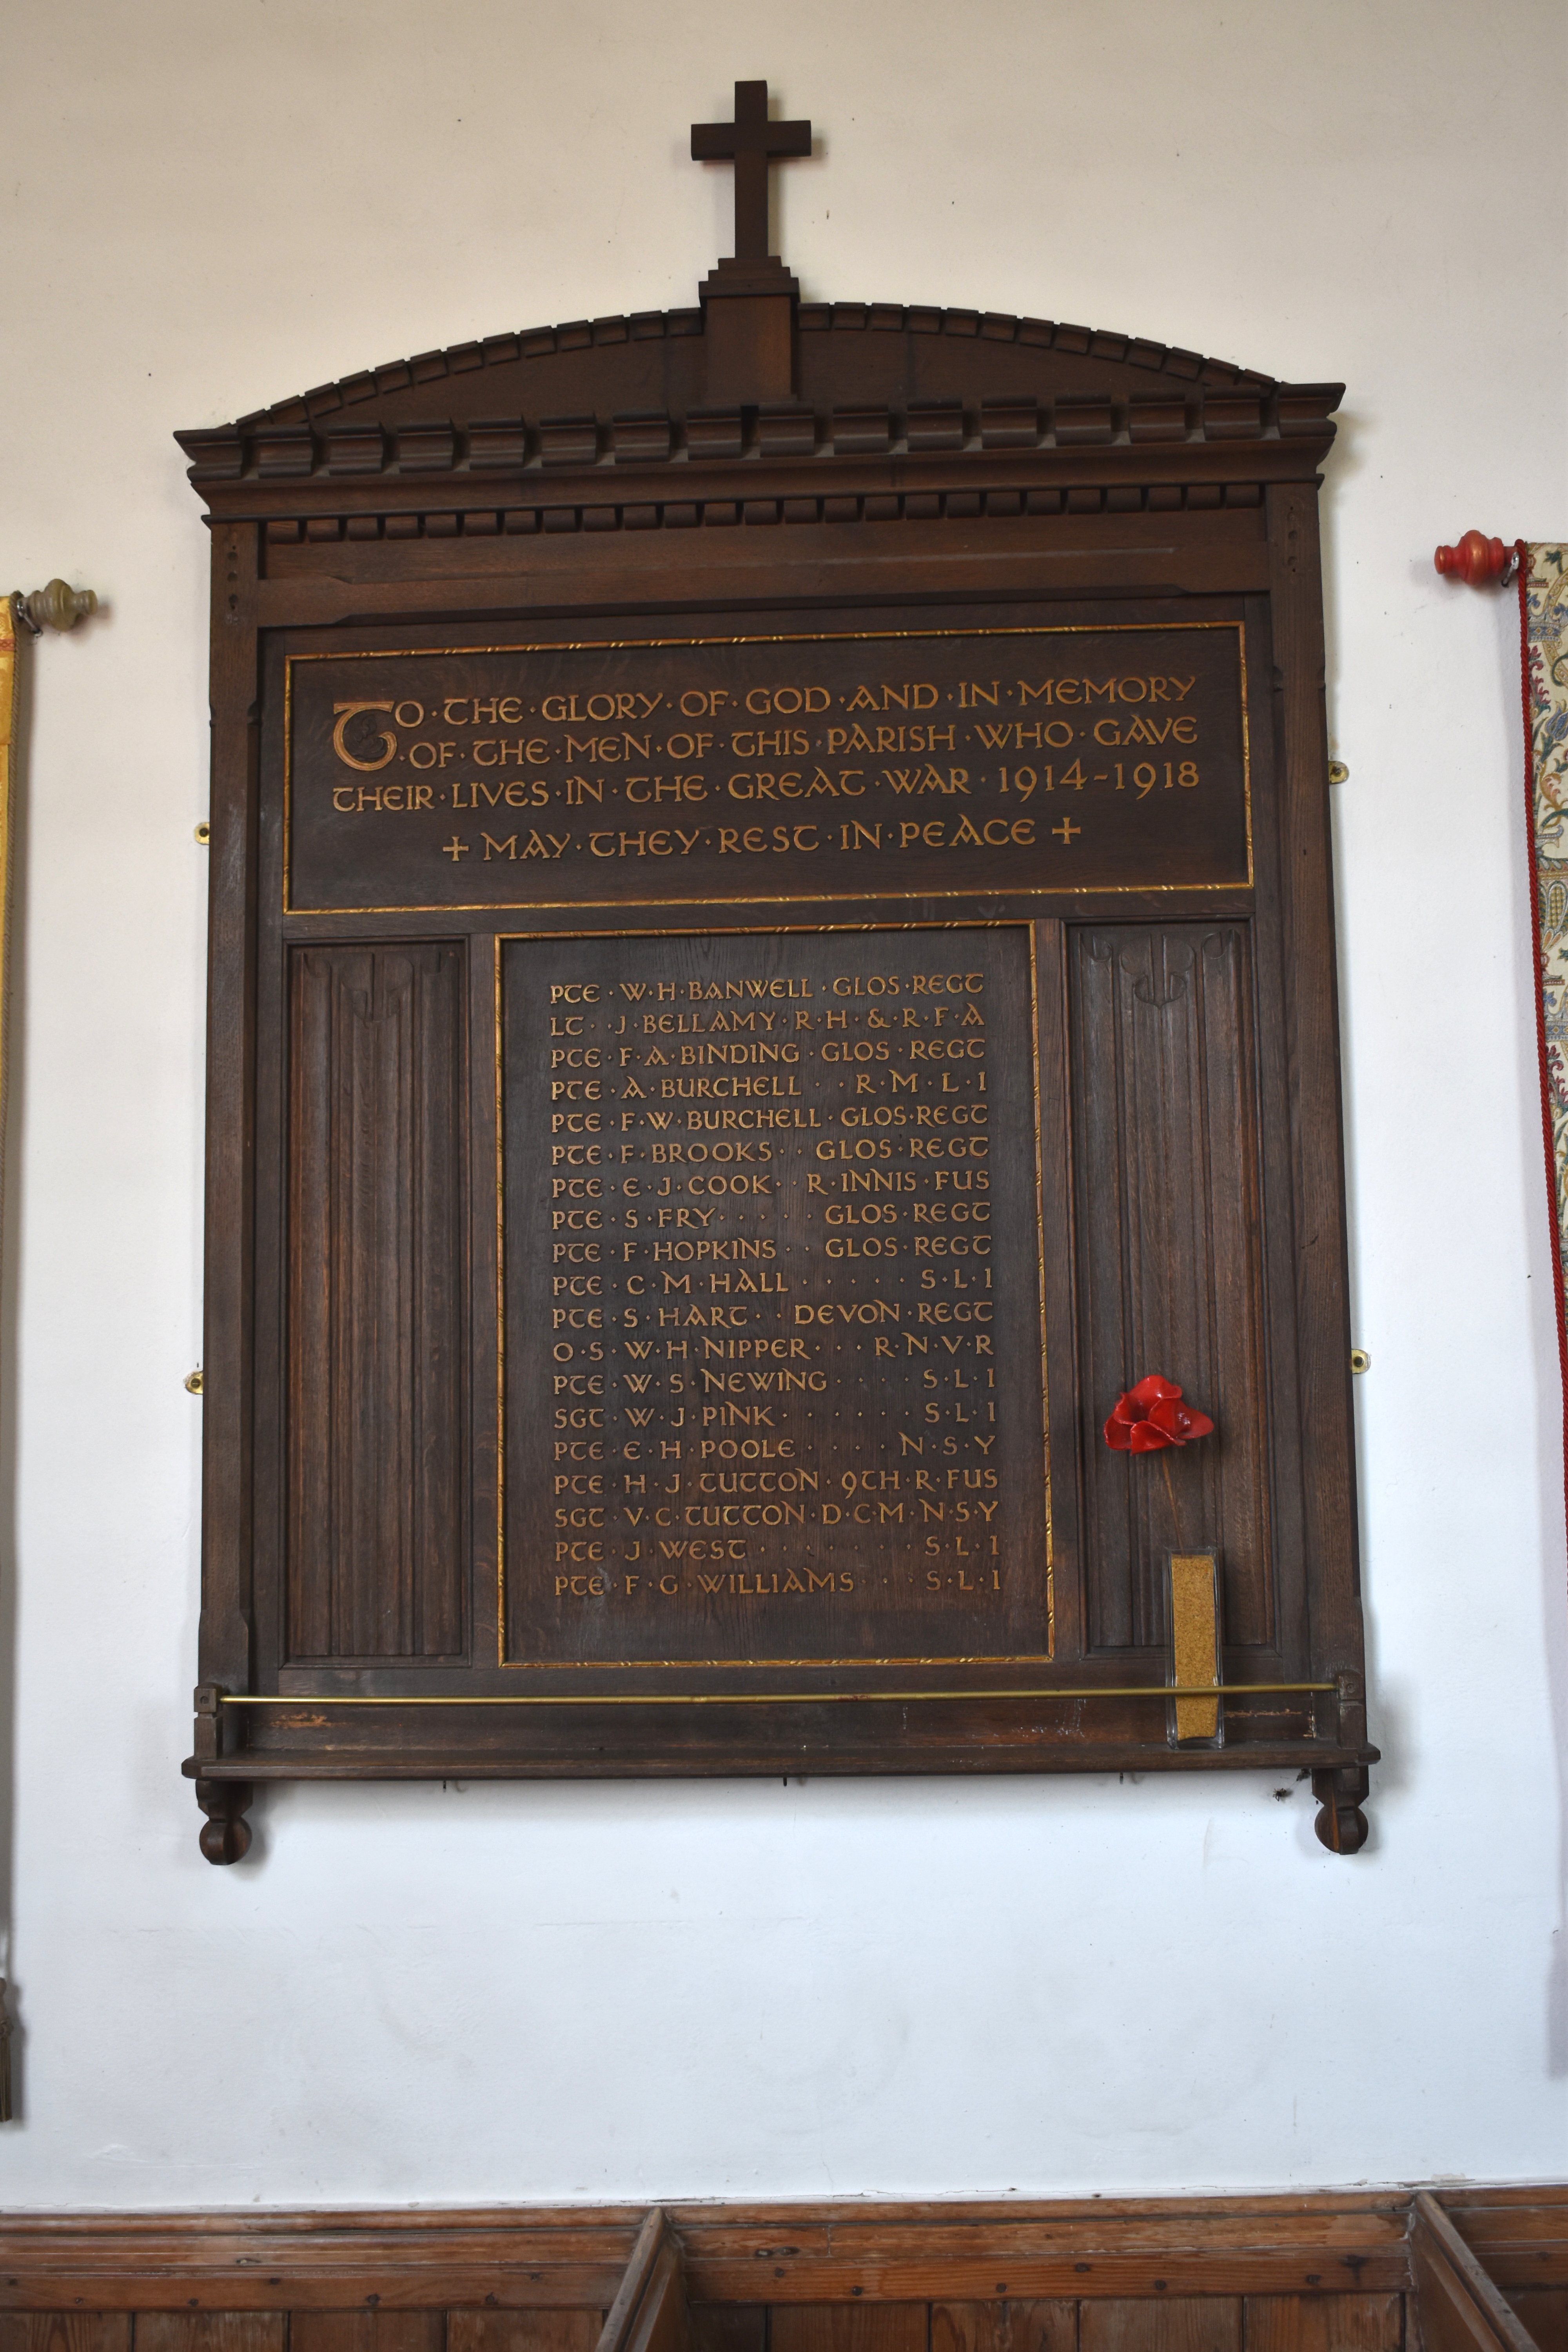 TO·THE·GLORY·OF·GOD·AND·IN·MEMORY
·OF·THE·MEN·OF·THIS·PARISH·WHO·GAVE
THEIR·LIVES·IN·THE·GREAT·WAR·1914-1918
+ MAY·THEY·REST·IN·PEACE +
PTE·W·H·BANWELL·GLOS·REGT
LT··J·BELLAMY·R·H·&·R·F·A
PTE·F·A·BINDING·GLOS·REGT
PTE·A·BURCHELL··R·M·L·I
PTE·F·W·BURCHELL·GLOS·REGT
PTE·F·BROOKS··GLOS·REGT
PTE·E·J·COOK··R·INNIS·FUS
PTE·S·FRY·····GLOS·REGT
PTE·F·HOPKINS··GLOS·REGT
PTE·C·M·HALL·····S·L·I
PTE·S·HART··DEVON·REGT
O·S·W·H·NIPPER···R·N·V·R
PTE·W·S·NEWING····S·L·I
SGT·W·J·PINK······S·L·I
PTE·E·H·POOLE····N·S·Y
PTE·H·J·TUTTON·9TH·R·FUS
SGT·V·C·TUTTON·D·C·M·N·S·Y
PTE·J·WEST·······S·L·I
PTE·F·G·WILLIAMS···S·L·I